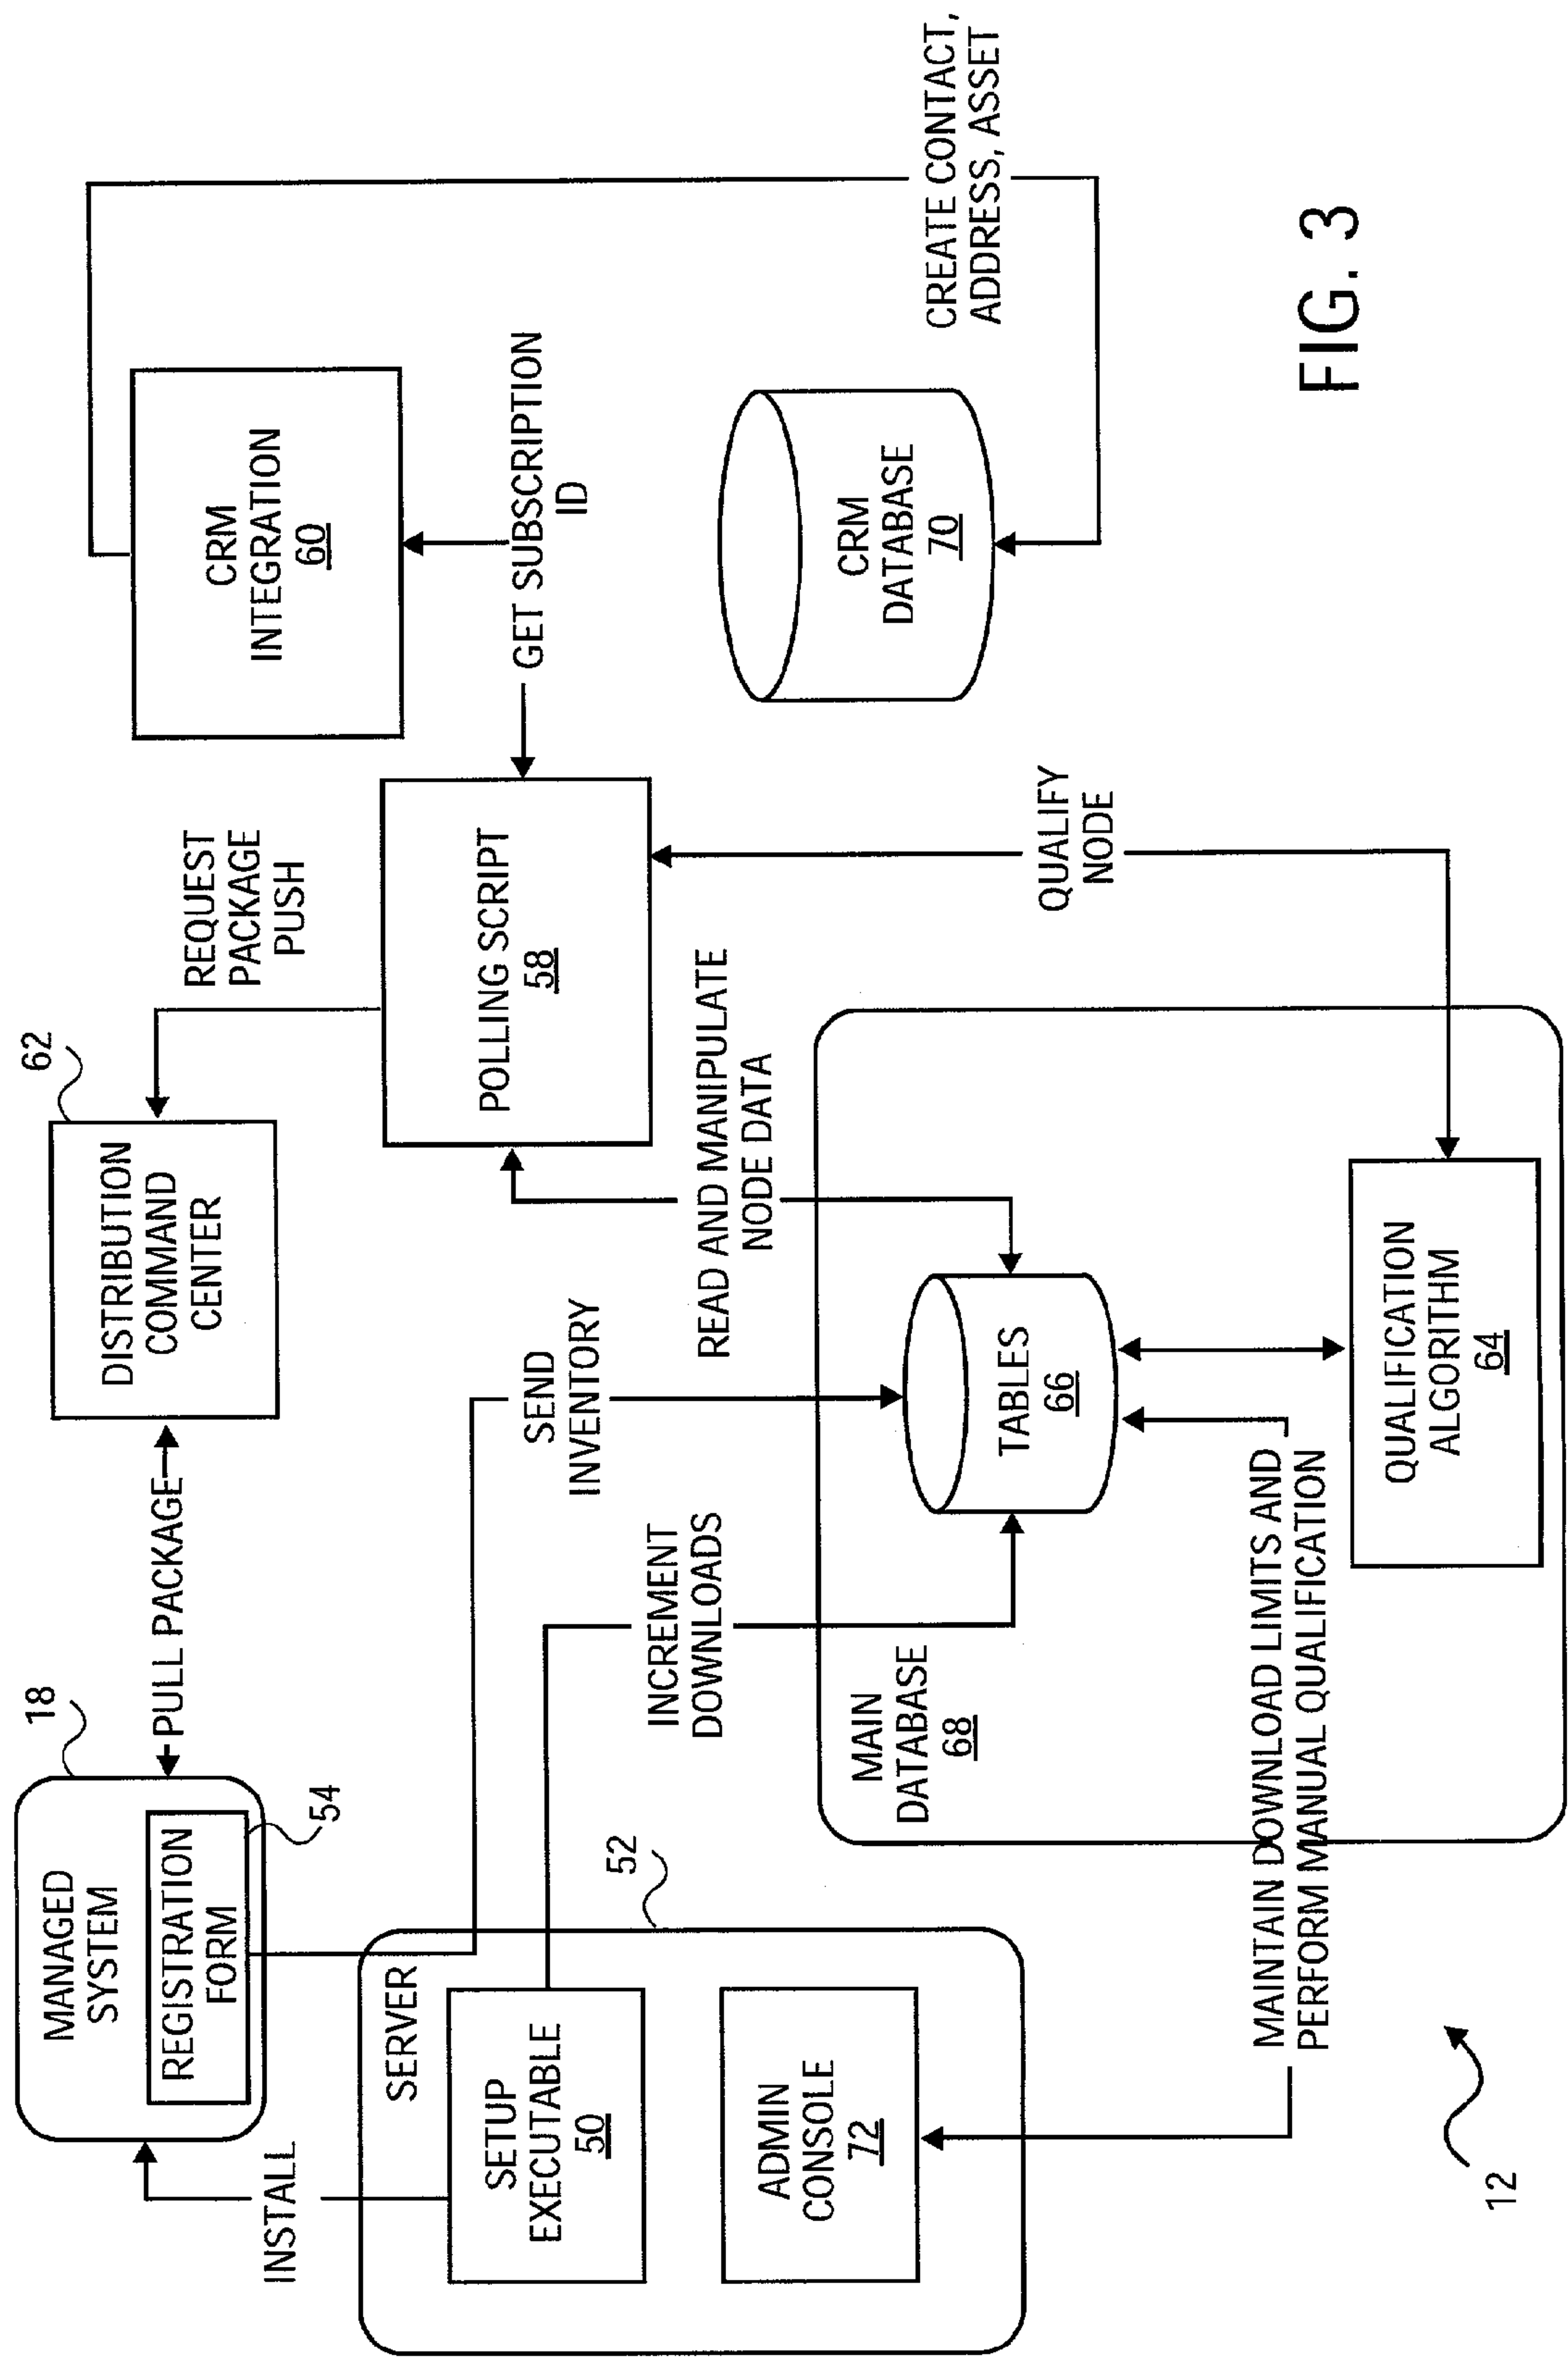 18
MANAGED
SYSTEM
REGISTRATION
FORM
54
PULL PACKAGE
62
DISTRIBUTION
COMMAND
CENTER
REQUEST
PACKAGE
PUSH
CRM
INTEGRATION
60
INSTALL
SERVER
52
SETUP
EXECUTABLE
50
ADMIN
CONSOLE
72
SEND
INVENTORY
INCREMENT
DOWNLOADS
POLLING SCRIPT
58
GET SUBSCRIPTION
ID
READ AND MANIPULATE
NODE DATA
MAIN
DATABASE
68
TABLES
66
QUALIFY
NODE
CRM
DATABASE
70
CREATE CONTACT,
ADDRESS, ASSET
MAINTAIN DOWNLOAD LIMITS AND
PERFORM MANUAL QUALIFICATION
QUALIFICATION
ALGORITHM
64
12
FIG. 3